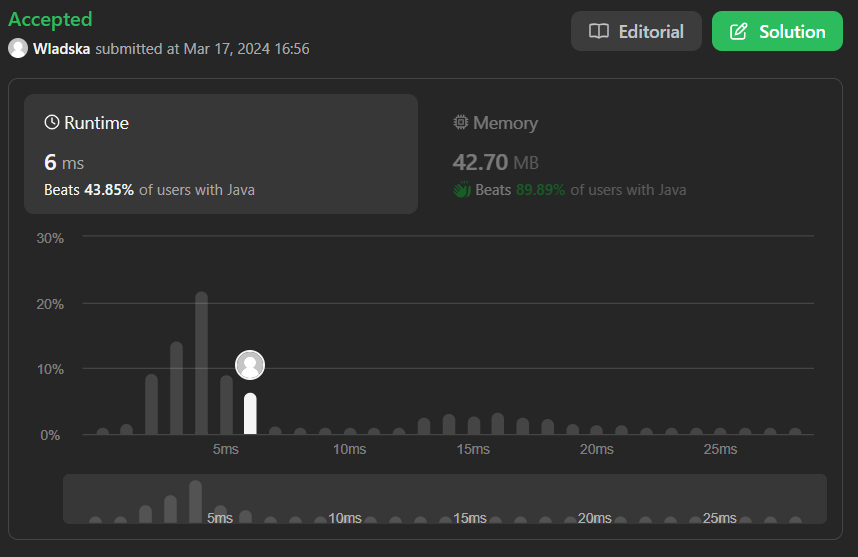 Accepted
Wladska submitted at Mar 17, 2024 16:56
Editorial
Solution
Runtime
6 ms
Beats 43.85% of users with Java
Memory
42.70 MB
Beats 89.89% of users with Java
30%
20%
10%
0%
5ms 10ms 15ms 20ms 25ms
5ms 10ms 15ms 20ms 25ms